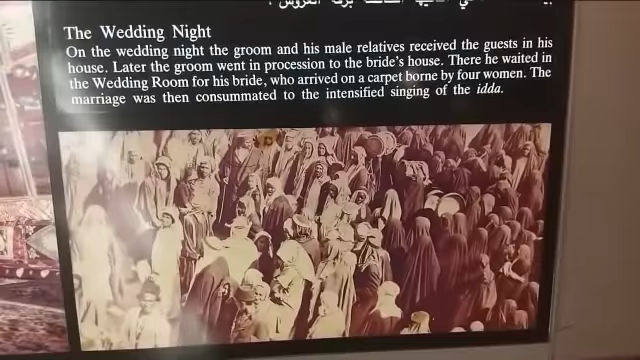 The Wedding Night
On the wedding night the groom and his male relatives received the guests in his
house. Later the groom went in procession to the bride's house. There he waited in
the Wedding Room for his bride, who arrived on a carpet borne by four women. The
marriage was then consummated to the intensified singing of the idda.